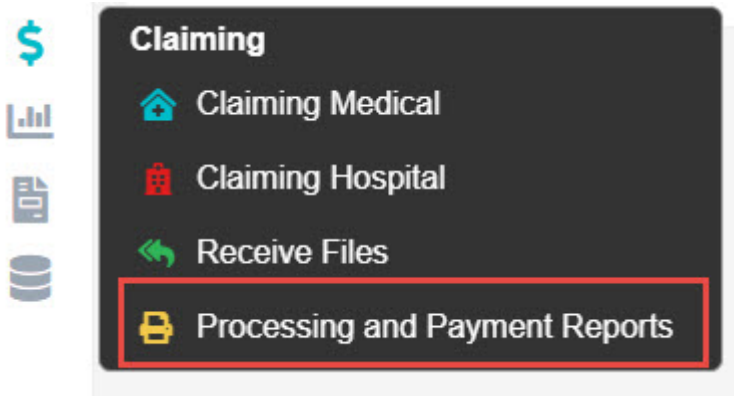 Claiming
Claiming Medical
Claiming Hospital
Receive Files
Processing and Payment Reports